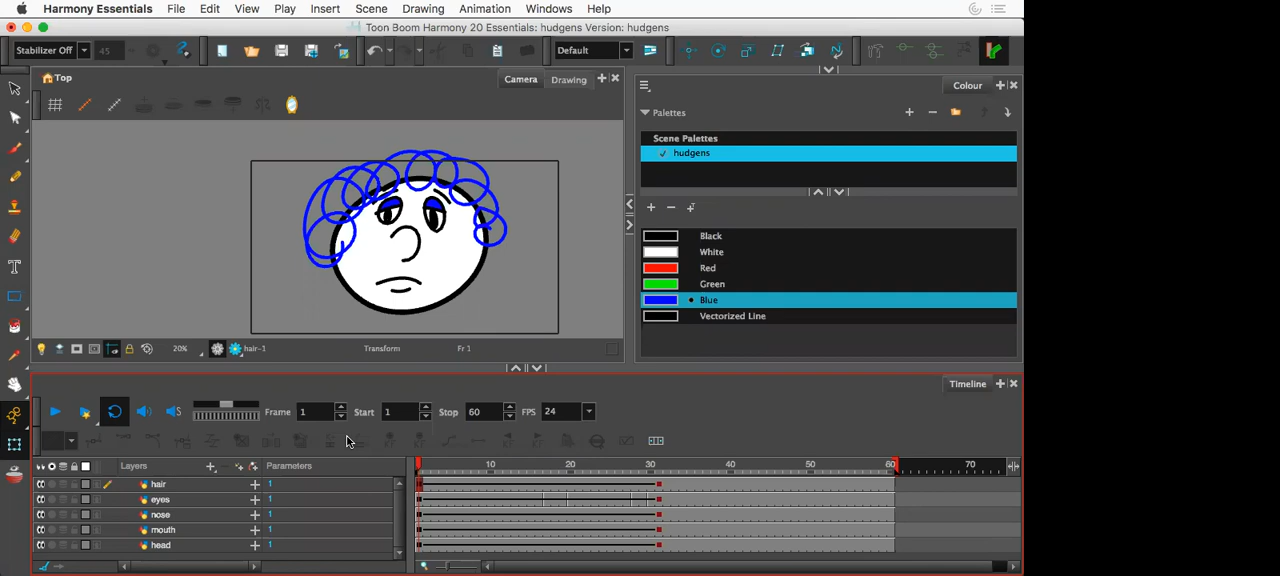 Harmony Essentials File Edit View Play Insert Scene Drawing Animation Windows Help
Toon Boom Harmony 20 Essentials: hudgens Version: hudgens
Stabilizer Off 45 Default
Top Camera Drawing Colour
Palettes
Scene Palettes
hudgens
Black
White
Red
Green
Blue
Vectorized Line
20% hair-1 Transform Fr 1
Timeline
Frame 1 Start 1 Stop 60 FPS 24
Layers Parameters 10 20 30 40 50 60 70
hair 1
eyes 1
nose 1
mouth 1
head 1